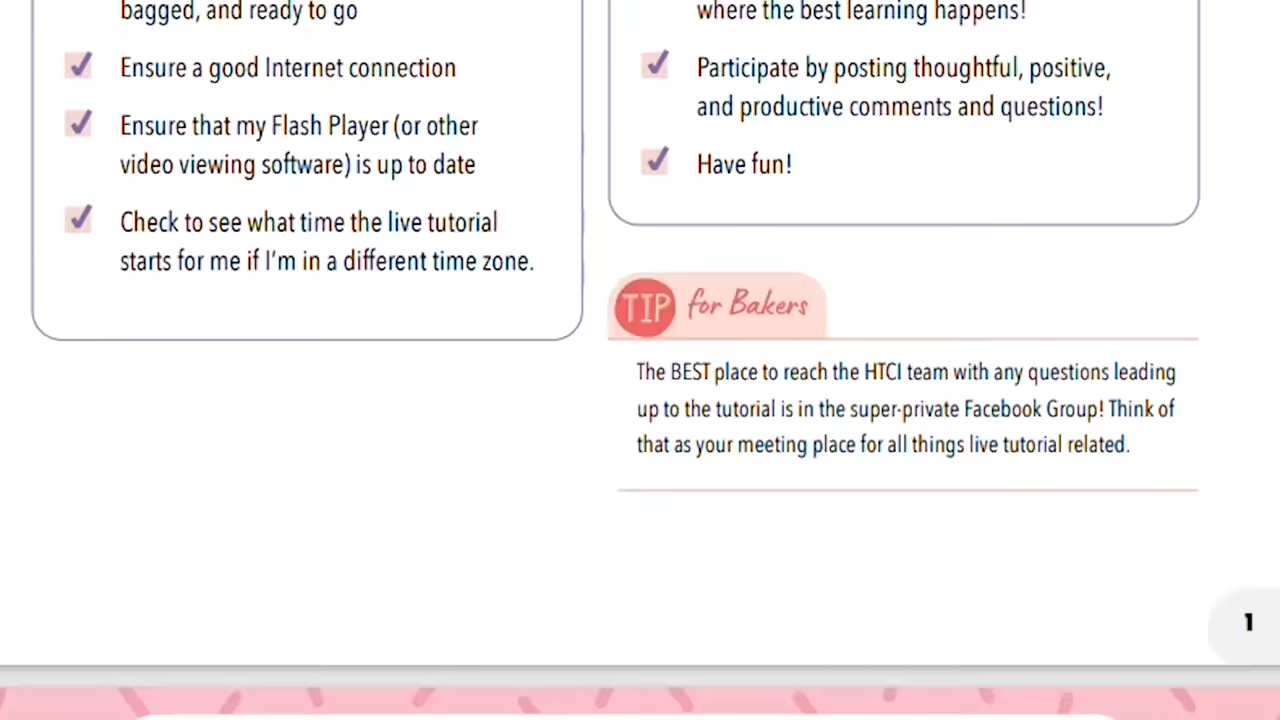 bagged, and ready to go
Ensure a good Internet connection
Ensure that my Flash Player (or other
video viewing software) is up to date
Check to see what time the live tutorial
starts for me if I'm in a different time zone.
where the best learning happens!
Participate by posting thoughtful, positive,
and productive comments and questions!
Have fun!
TIP for Bakers
The BEST place to reach the HTCI team with any questions leading
up to the tutorial is in the super-private Facebook Group! Think of
that as your meeting place for all things live tutorial related.
1